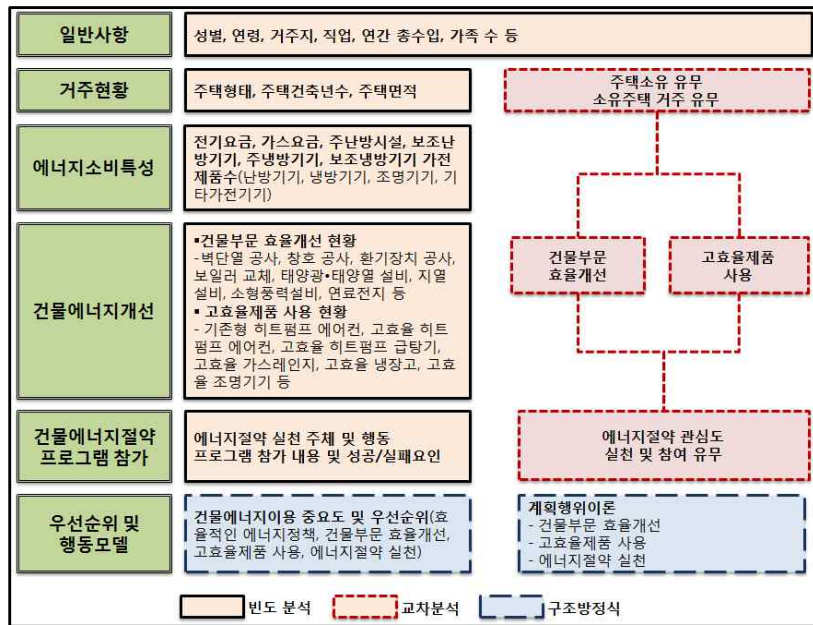 일반사항
성별, 연령, 거주지, 직업, 연간 총수입, 가족 수 등
거주현황
주택형태, 주택건축년수, 주택면적
주택소유 유무
소유주택 거주 유무
에너지소비특성
전기요금, 가스요금, 주난방시설, 보조난
방기기, 주냉방기기, 보조냉방기기 가전
제품수(난방기기, 냉방기기, 조명기기, 기
타가전기기)
건물에너지개선
▪건물부문 효율개선 현황
-벽단열 공사, 창호 공사, 환기장치 공사,
보일러 교체, 태양광•태양열 설비, 지열
설비, 소형풍력설비, 연료전지 등
▪ 고효율제품 사용 현황
- 기존형 히트펌프 에어컨, 고효율 히트
펌프 에어컨, 고효율 히트펌프 급탕기,
고효율 가스레인지, 고효율 냉장고, 고효
율 조명기기 등
건물부문
효율개선
고효율제품
사용
건물에너지절약
프로그램 참가
에너지절약 실천 주체 및 행동
프로그램 참가 내용 및 성공/실패요인
에너지절약 관심도
실천 및 참여 유무
우선순위 및
행동모델
건물에너지이용 중요도 및 우선순위(효
율적인 에너지정책, 건물부문 효율개선,
고효율제품 사용, 에너지절약 실천)
계획행위이론
- 건물부문 효율개선
- 고효율제품 사용
- 에너지절약 실천
빈도 분석
교차분석
구조방정식